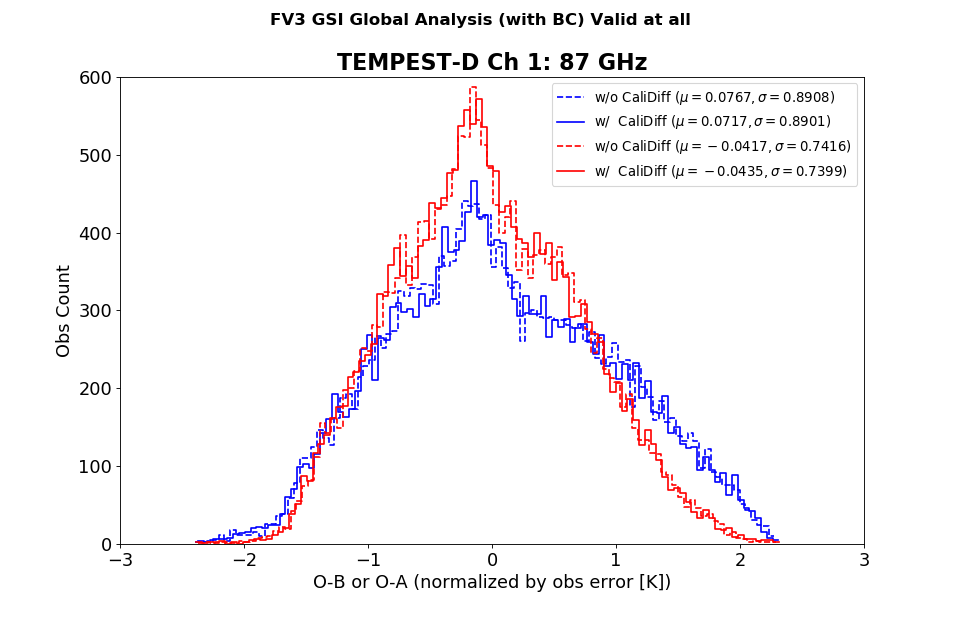 FV3 GSI Global Analysis (with BC) Valid at all
TEMPEST-D Ch 1: 87 GHz
w/o CaliDiff (μ = 0.0767, σ = 0.8908)
w/  CaliDiff (μ = 0.0717, σ = 0.8901)
w/o CaliDiff (μ = −0.0417, σ = 0.7416)
w/  CaliDiff (μ = −0.0435, σ = 0.7399)
Obs Count
600
500
400
300
200
100
0
−3 −2 −1 0 1 2 3
O-B or O-A (normalized by obs error [K])